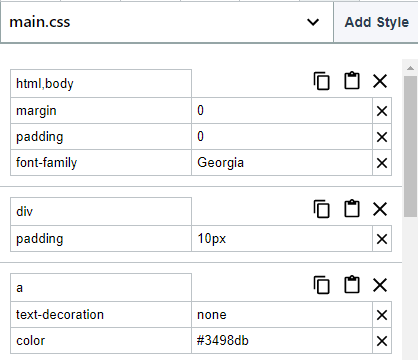 main.css Add Style
html,body
margin 0
padding 0
font-family Georgia
div
padding 10px
a
text-decoration none
color #3498db